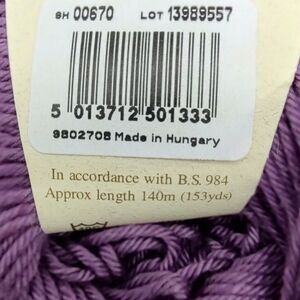 SH 00670 LOT 13989557
5 013712 501333
9802708 Made in Hungary
In accordance with B.S. 984
Approx length 140m (153yds)